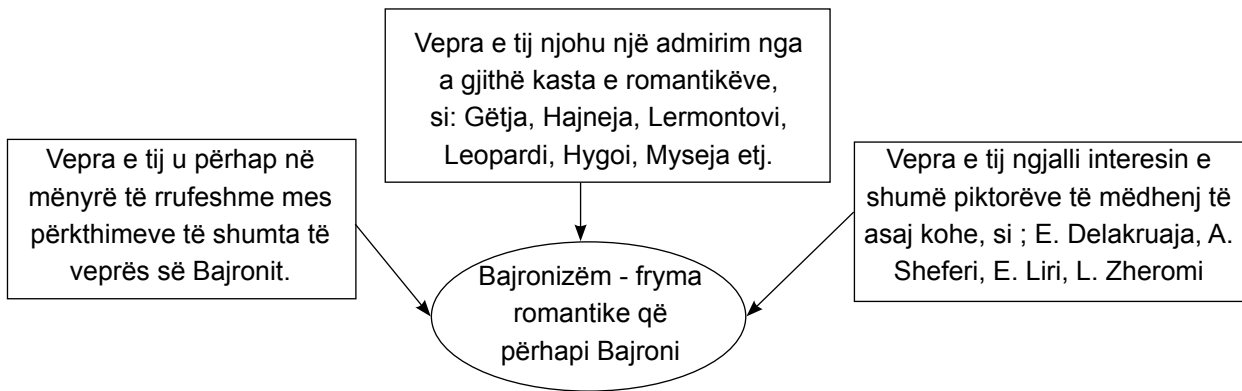 Vepra e tij njohu një admirim nga
a gjithë kasta e romantikëve,
si: Gëtja, Hajneja, Lermontovi,
Leopardi, Hygoi, Myseja etj.
Vepra e tij u përhap në
mënyrë të rrufeshme mes
përkthimeve të shumta të
veprës së Bajronit.
Vepra e tij ngjalli interesin e
shumë piktorëve të mëdhenj të
asaj kohe, si ; E. Delakruaja, A.
Sheferi, E. Liri, L. Zheromi
Bajronizëm - fryma
romantike që
përhapi Bajroni